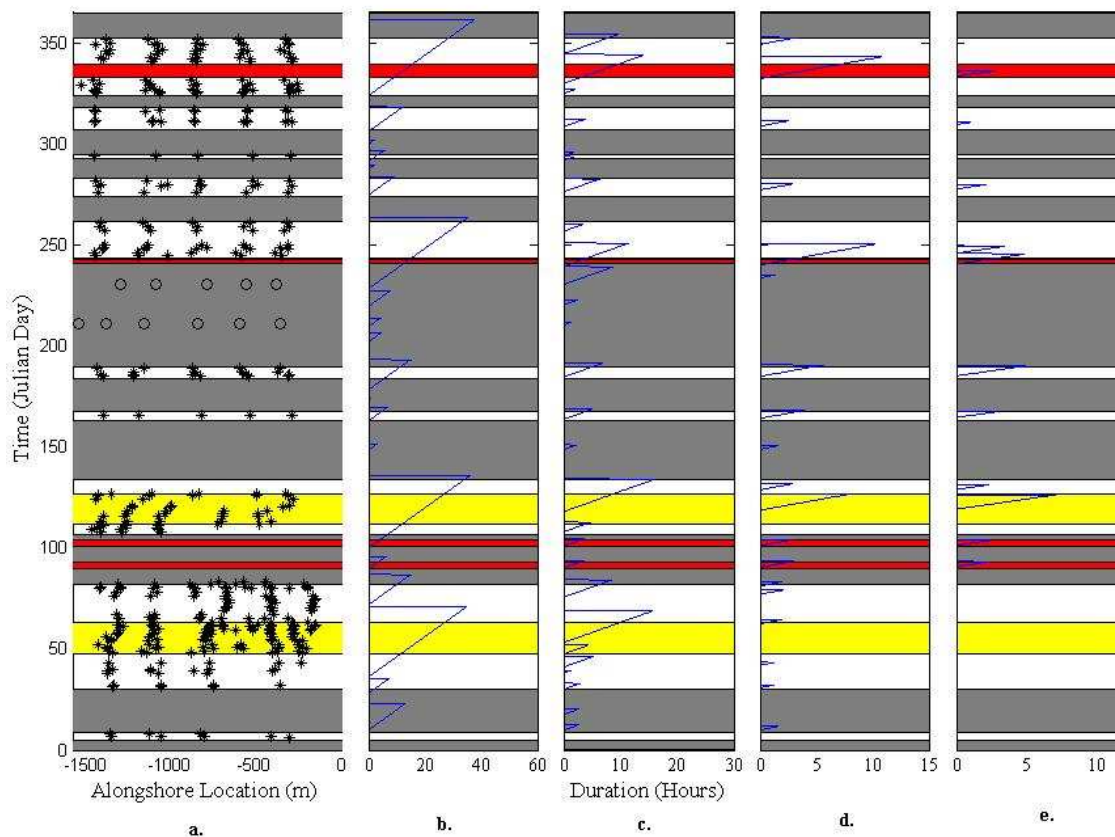 Time (Julian Day)
350
300
250
200
150
100
50
0
-1500 -1000 -500 0
0 20 40 60
0 10 20 30
0 5 10 15
0 5 10
Alongshore Location (m)
Duration (Hours)
a. b. c. d. e.